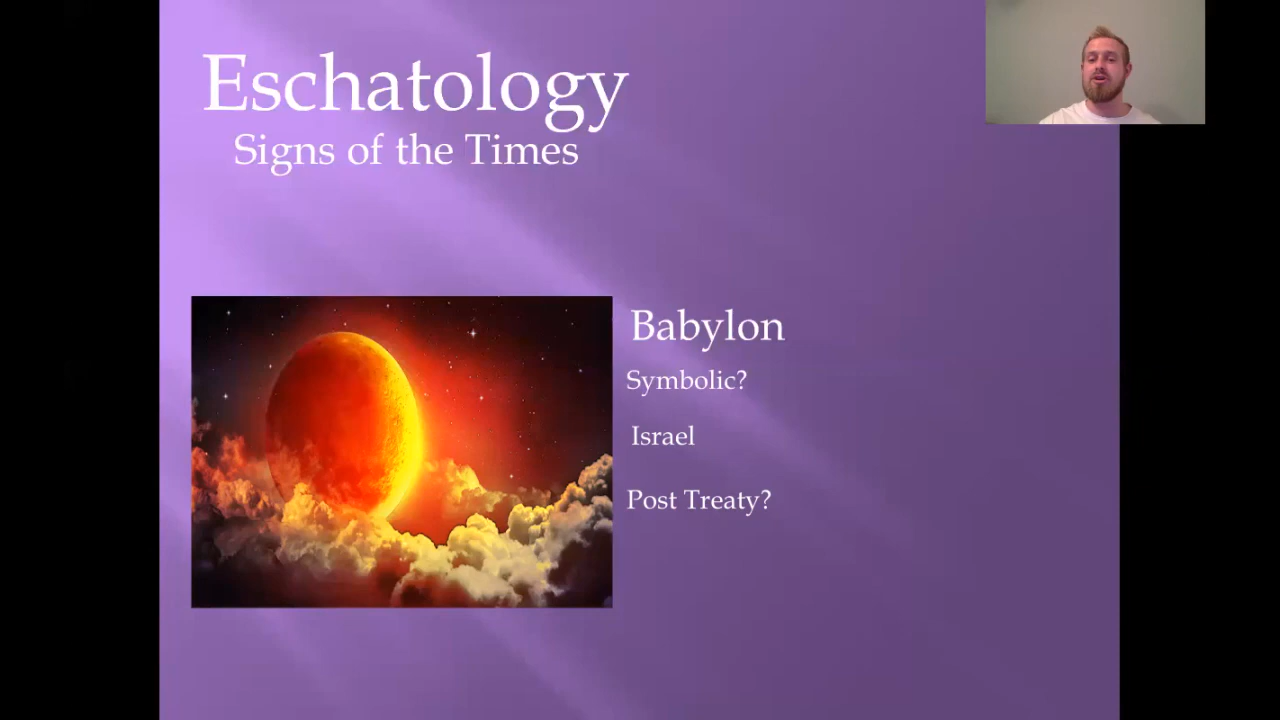 Eschatology
Signs of the Times
Babylon
Symbolic?
Israel
Post Treaty?